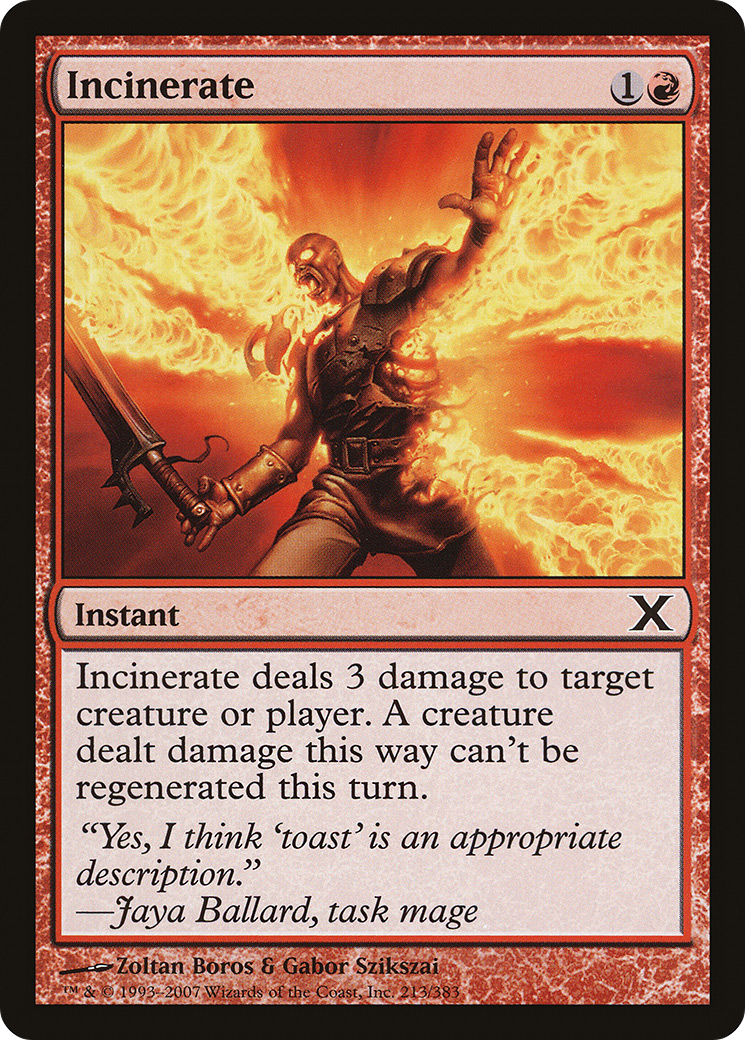 Incinerate 1
Instant X
Incinerate deals 3 damage to target
creature or player. A creature
dealt damage this way can’t be
regenerated this turn.
“Yes, I think ‘toast’ is an appropriate
description.”
—Jaya Ballard, task mage
Zoltan Boros & Gabor Szikszai
™ & © 1993–2007 Wizards of the Coast, Inc. 213/383